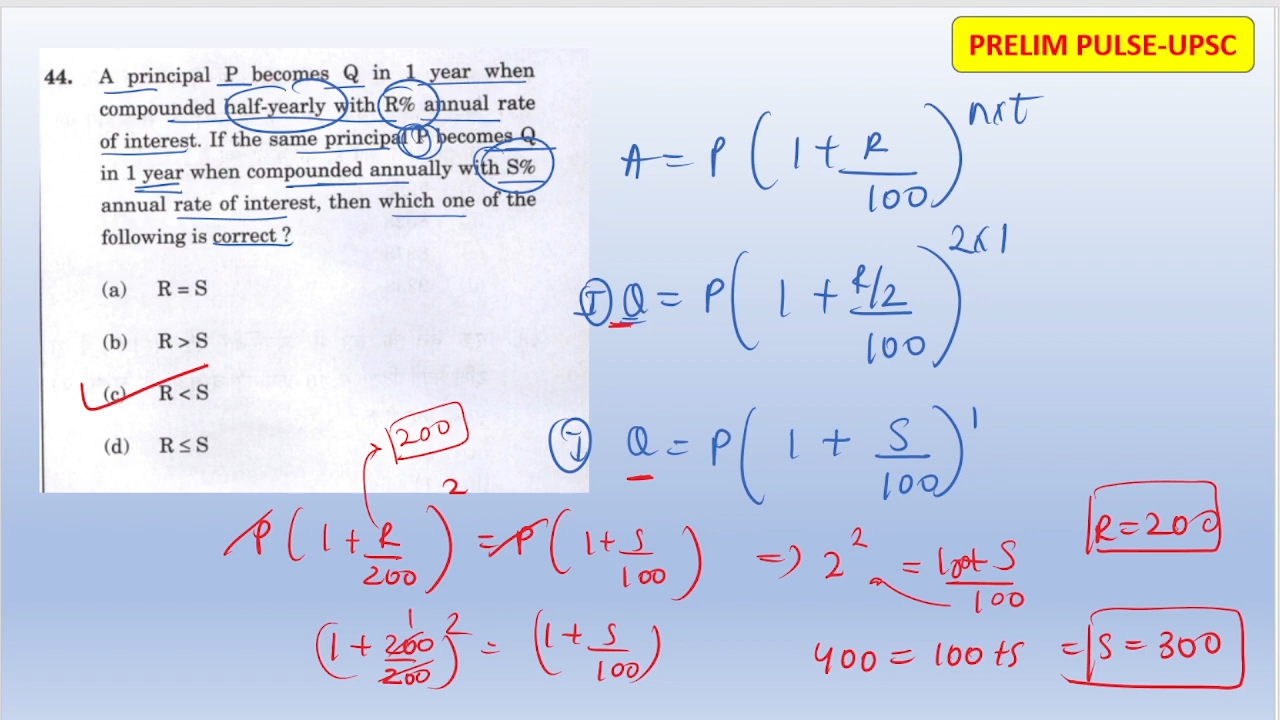 PRELIM PULSE-UPSC
44. A principal P becomes Q in 1 year when
compounded half-yearly with R% annual rate
of interest. If the same principal P becomes Q
in 1 year when compounded annually with S%
annual rate of interest, then which one of the
following is correct ?
(a) R = S
(b) R > S
(c) R < S
(d) R ≤ S
A = P(1 + R/100)^n×t
I Q = P(1 + R/2/100)^2×1
I Q = P(1 + S/100)^1
200
P(1 + R/200)^2 = P(1 + S/100) => 2^2 = 100+S/100
R = 200
(1 + 200/200)^2 = (1 + S/100)
1
400 = 100 + S = S = 300